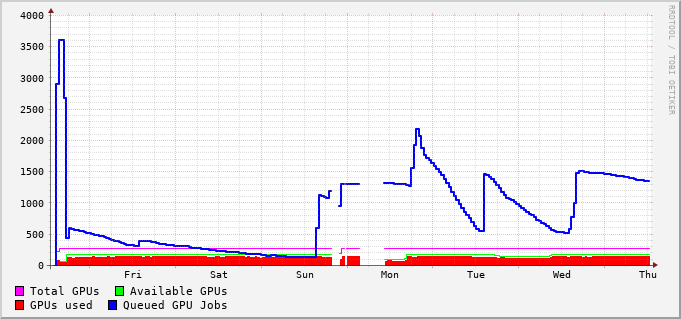 4000
3500
3000
2500
2000
1500
1000
500
0
Fri Sat Sun Mon Tue Wed Thu
Total GPUs Available GPUs
GPUs used Queued GPU Jobs
RRDTOOL / TOBI OETIKER